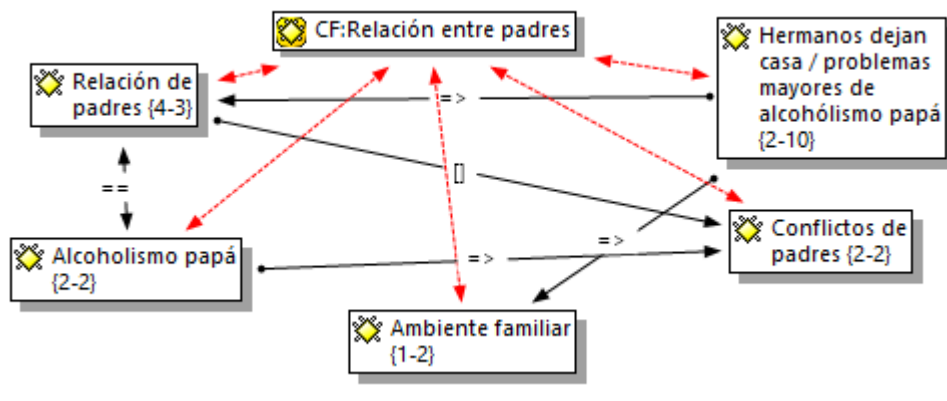 CF:Relación entre padres
Relación de
padres {4-3}
Hermanos dejan
casa / problemas
mayores de
alcohólismo papá
{2-10}
=>
[]
==
Alcoholismo papá
{2-2}
=>
=>
Conflictos de
padres {2-2}
Ambiente familiar
{1-2}